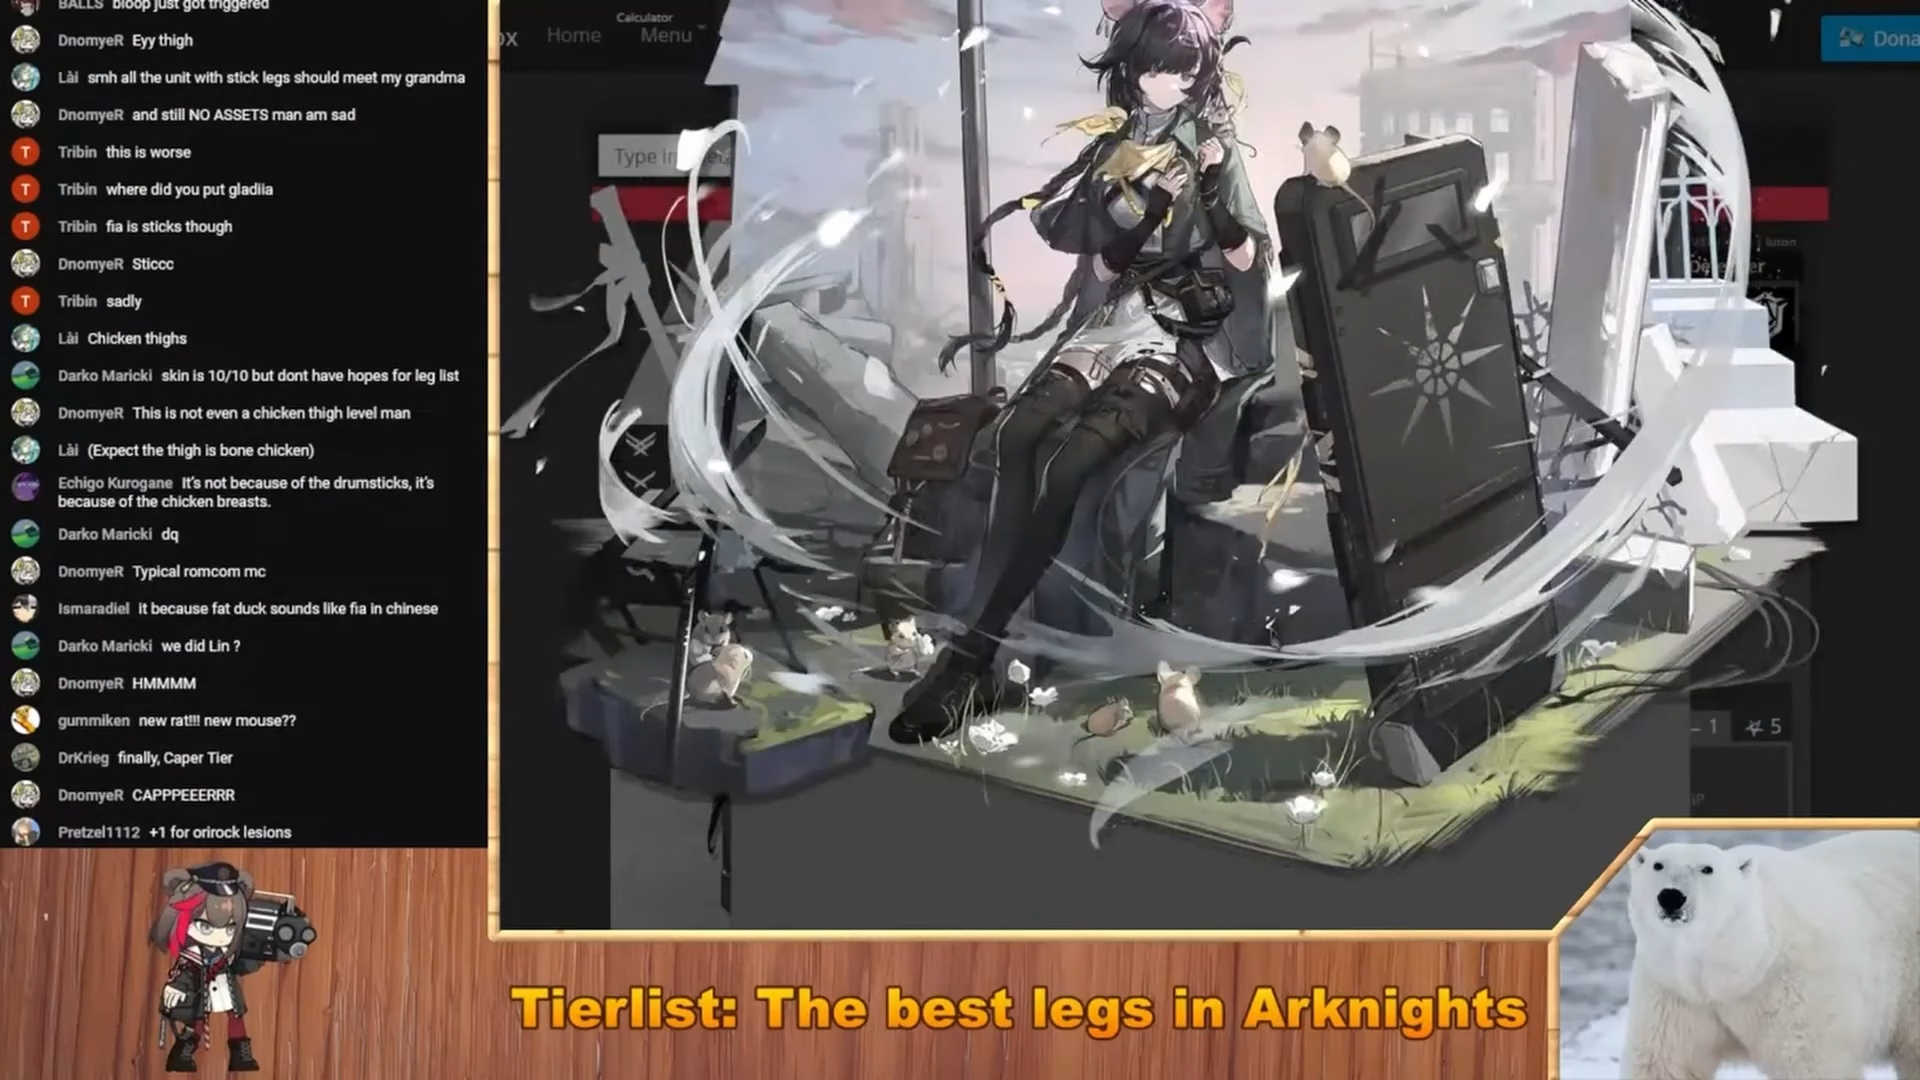 BALLS bloop just got triggered
DnomyeR Eyy thigh
Lài smh all the unit with stick legs should meet my grandma
DnomyeR and still NO ASSETS man am sad
T Tribin this is worse
T Tribin where did you put gladiia
T Tribin fia is sticks though
DnomyeR Sticcc
T Tribin sadly
Lài Chicken thighs
Darko Maricki skin is 10/10 but dont have hopes for leg list
DnomyeR This is not even a chicken thigh level man
Lài (Expect the thigh is bone chicken)
Echigo Kurogane It's not because of the drumsticks, it's
because of the chicken breasts.
Darko Maricki dq
DnomyeR Typical romcom mc
Ismaradiel it because fat duck sounds like fia in chinese
Darko Maricki we did Lin ?
DnomyeR HMMMM
gummiken new rat!!! new mouse??
DrKrieg finally, Caper Tier
DnomyeR CAPPPEEERRR
Pretzel1112 +1 for orirock lesions
Calculator
ox Home Menu
Dona
Type in
1 5
Tierlist: The best legs in Arknights